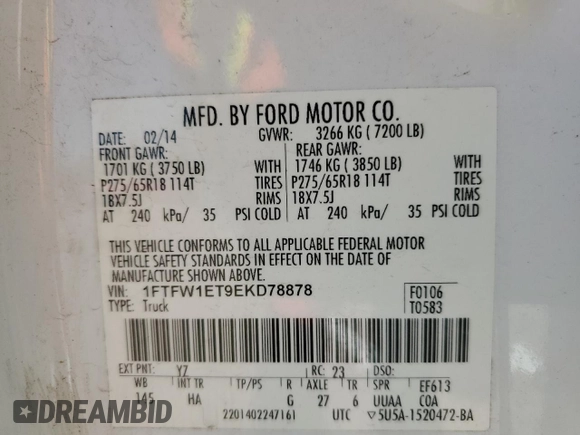 MFD. BY FORD MOTOR CO.
DATE: 02/14 GVWR: 3266 KG ( 7200 LB)
FRONT GAWR: REAR GAWR:
1701 KG ( 3750 LB) WITH 1746 KG ( 3850 LB) WITH
P275/65R18 114T TIRES P275/65R18 114T TIRES
18X7.5J RIMS 18X7.5J RIMS
AT 240 kPa/ 35 PSI COLD AT 240 kPa/ 35 PSI COLD
THIS VEHICLE CONFORMS TO ALL APPLICABLE FEDERAL MOTOR
VEHICLE SAFETY STANDARDS IN EFFECT ON THE DATE OF
MANUFACTURE SHOWN ABOVE.
VIN: 1FTFW1ET9EKD78878 F0106
TYPE: Truck T0583
EXT PNT: YZ RC: 23 DSO:
WB INT TR TP/PS R AXLE TR SPR EF613
145 HA G 27 6 UUAA COA
2201402247161 UTC 5U5A-1520472-BA
DREAMBID